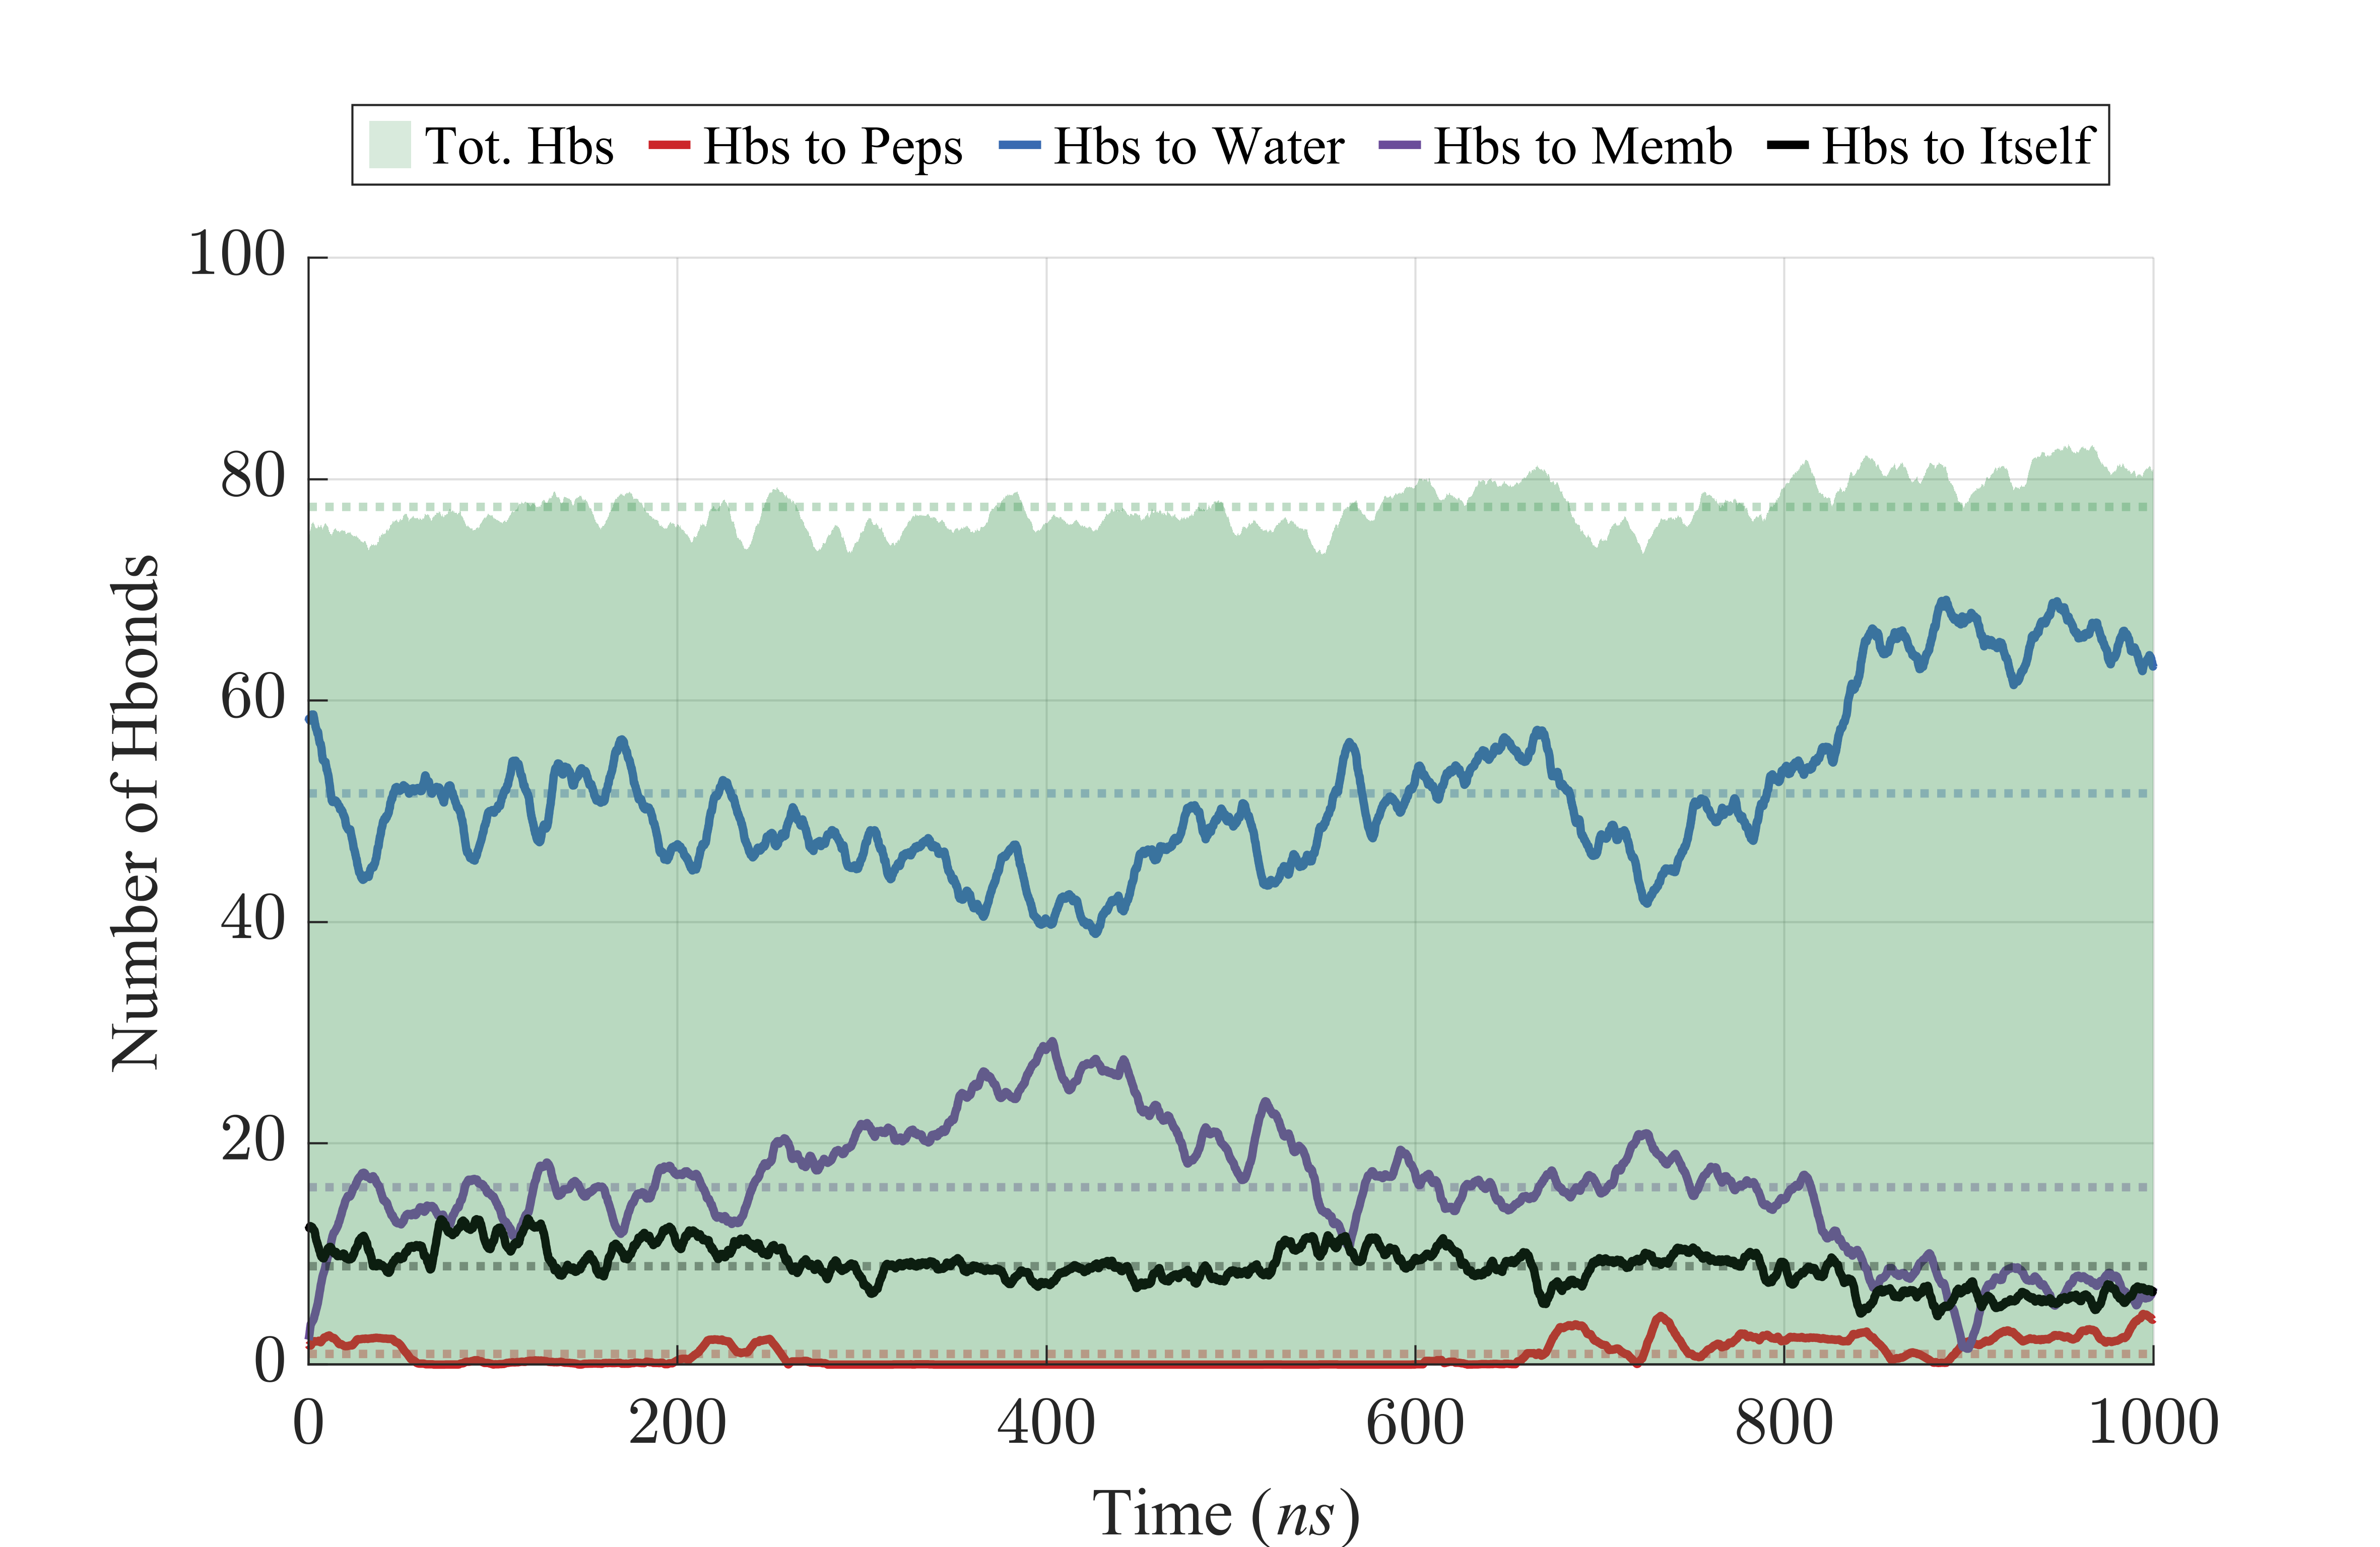 Tot. Hbs Hbs to Peps Hbs to Water Hbs to Memb Hbs to Itself
100
80
60
40
20
0
Number of Hbonds
0 200 400 600 800 1000
Time (ns)